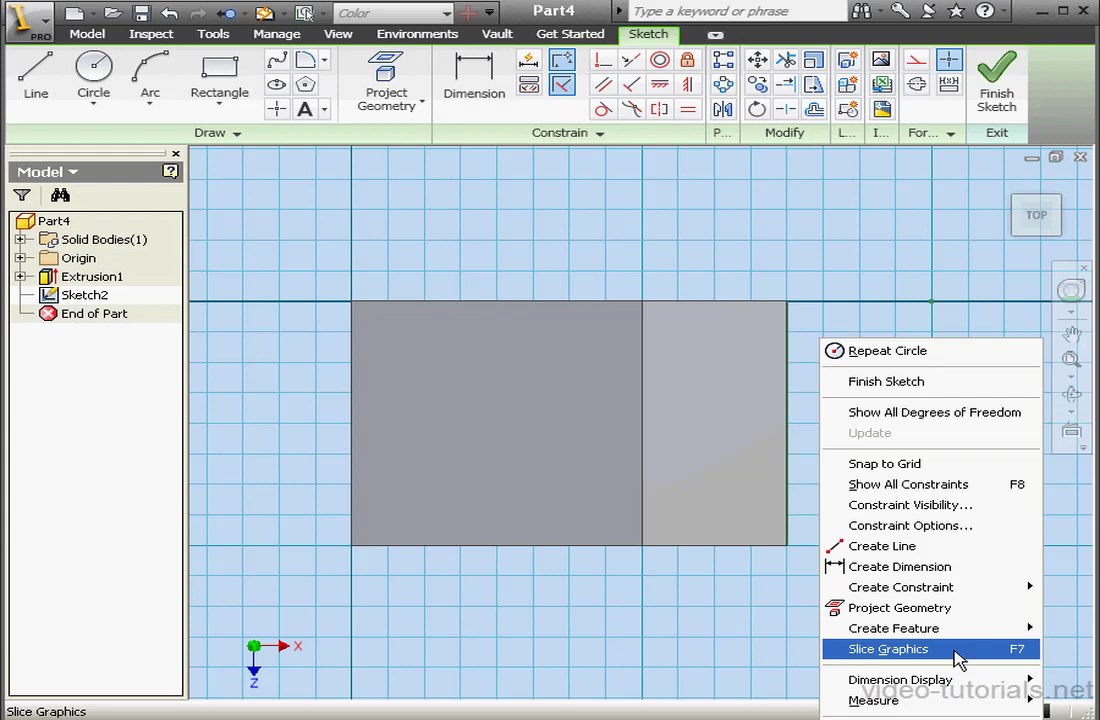 Color
Part4
Type a keyword or phrase
PRO
Model
Inspect
Tools
Manage
View
Environments
Vault
Get Started
Sketch
Line
Circle
Arc
Rectangle
A
Project
Geometry
Dimension
Finish
Sketch
Draw
Constrain
P...
Modify
L...
I...
For...
Exit
Model
Part4
Solid Bodies(1)
Origin
Extrusion1
Sketch2
End of Part
TOP
Repeat Circle
Finish Sketch
Show All Degrees of Freedom
Update
Snap to Grid
Show All Constraints F8
Constraint Visibility...
Constraint Options...
Create Line
Create Dimension
Create Constraint
Project Geometry
Create Feature
Slice Graphics F7
Dimension Display
Measure
X
Z
video-tutorials.net
Slice Graphics